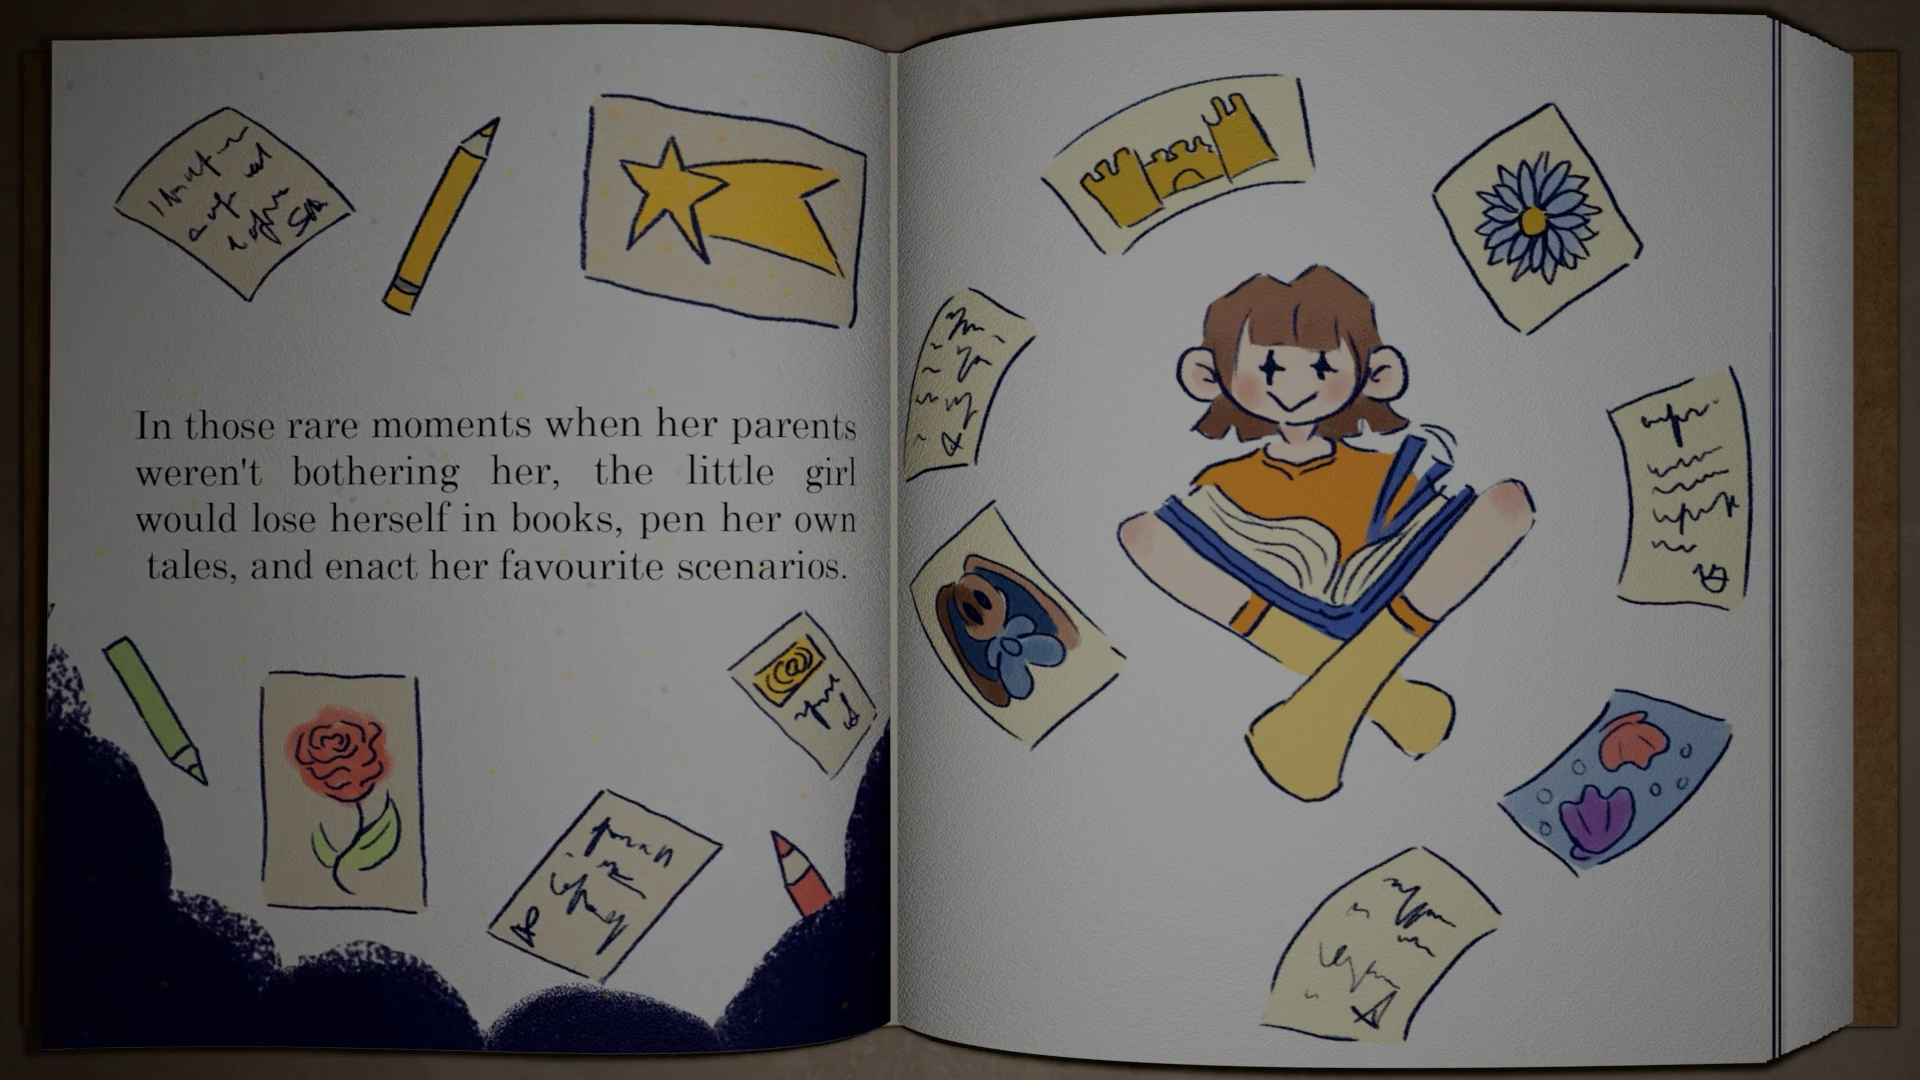 In those rare moments when her parents
weren't bothering her, the little girl
would lose herself in books, pen her own
tales, and enact her favourite scenarios.